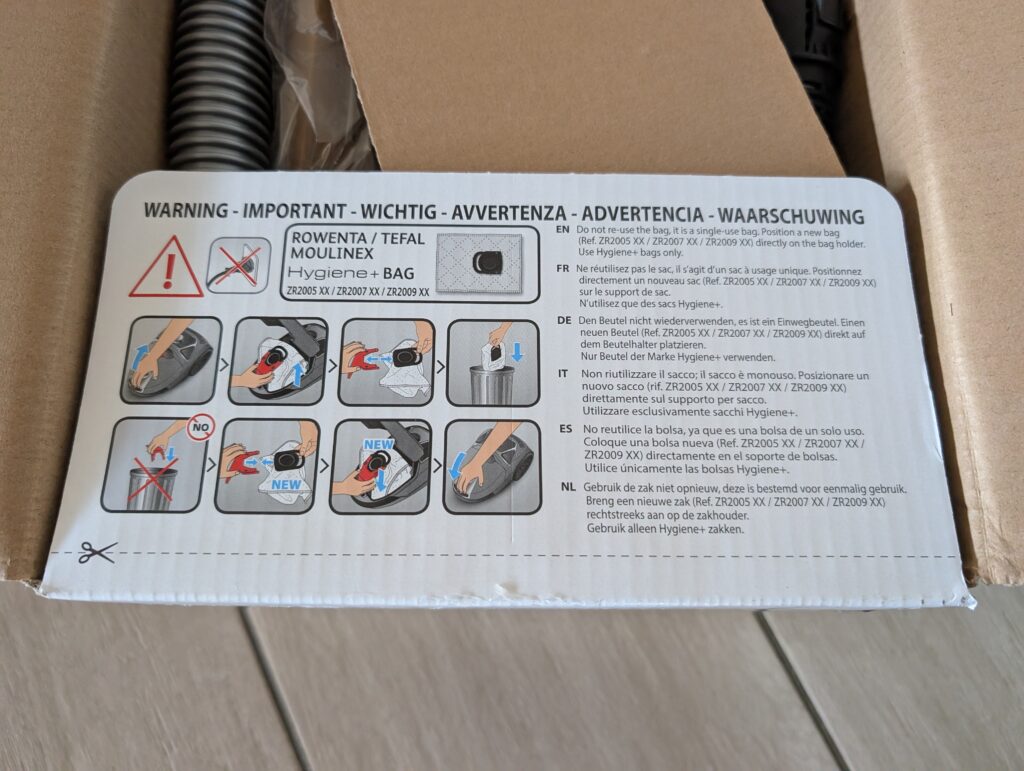 WARNING - IMPORTANT - WICHTIG - AVVERTENZA - ADVERTENCIA - WAARSCHUWING
ROWENTA / TEFAL
MOULINEX
Hygiene+ BAG
ZR2005 XX / ZR2007 XX / ZR2009 XX
NO
NEW
NEW
EN Do not re-use the bag, it is a single-use bag. Position a new bag
(Ref. ZR2005 XX / ZR2007 XX / ZR2009 XX) directly on the bag holder.
Use Hygiene+ bags only.
FR Ne réutilisez pas le sac, il s'agit d'un sac à usage unique. Positionnez
directement un nouveau sac (Ref. ZR2005 XX / ZR2007 XX / ZR2009 XX)
sur le support de sac.
N'utilisez que des sacs Hygiene+.
DE Den Beutel nicht wiederverwenden, es ist ein Einwegbeutel. Einen
neuen Beutel (Ref. ZR2005 XX / ZR2007 XX / ZR2009 XX) direkt auf
dem Beutelhalter platzieren.
Nur Beutel der Marke Hygiene+ verwenden.
IT Non riutilizzare il sacco; il sacco è monouso. Posizionare un
nuovo sacco (rif. ZR2005 XX / ZR2007 XX / ZR2009 XX)
direttamente sul supporto per sacco.
Utilizzare esclusivamente sacchi Hygiene+.
ES No reutilice la bolsa, ya que es una bolsa de un solo uso.
Coloque una bolsa nueva (Ref. ZR2005 XX / ZR2007 XX /
ZR2009 XX) directamente en el soporte de bolsas.
Utilice únicamente las bolsas Hygiene+.
NL Gebruik de zak niet opnieuw, deze is bestemd voor eenmalig gebruik.
Breng een nieuwe zak (Ref. ZR2005 XX / ZR2007 XX / ZR2009 XX)
rechtstreeks aan op de zakhouder.
Gebruik alleen Hygiene+ zakken.